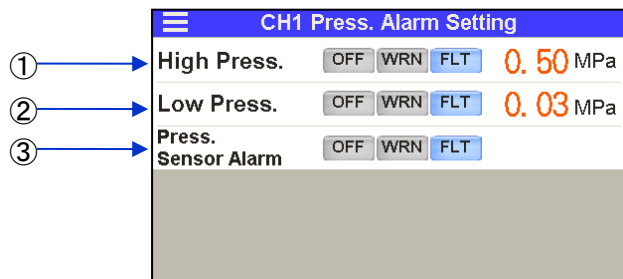 CH1 Press. Alarm Setting
① High Press. OFF WRN FLT 0.50 MPa
② Low Press. OFF WRN FLT 0.03 MPa
③ Press.
Sensor Alarm OFF WRN FLT